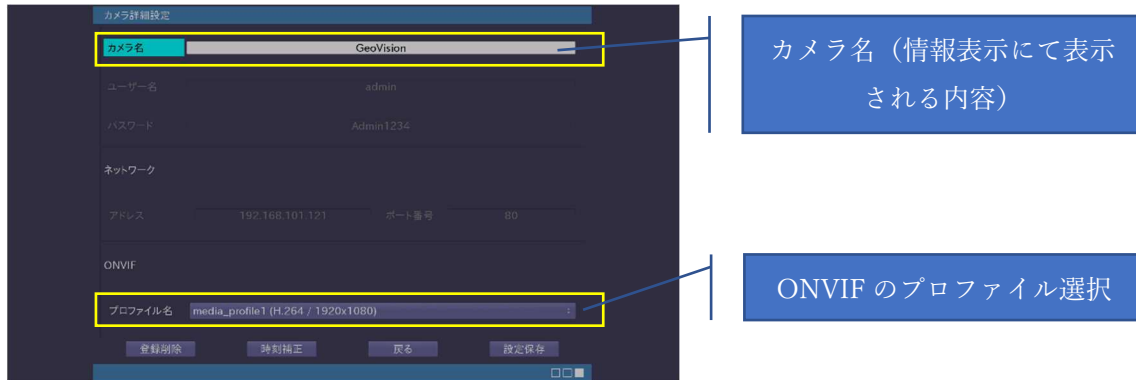 カメラ詳細設定
カメラ名 GeoVision
ユーザー名 admin
パスワード Admin1234
ネットワーク
アドレス 192.168.101.121 ポート番号 80
ONVIF
プロファイル名 media_profile1 (H.264 / 1920x1080)
登録削除 時刻補正 戻る 設定保存
カメラ名（情報表示にて表示
される内容）
ONVIF のプロファイル選択